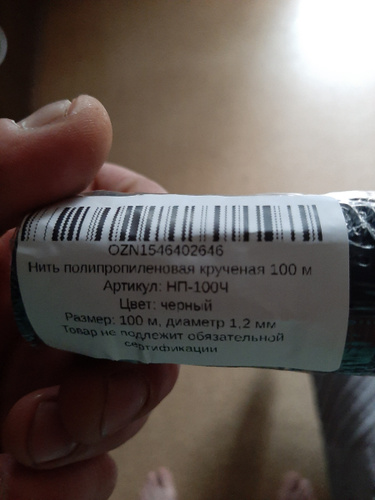 OZN1546402646
Нить полипропиленовая крученая 100 м
Артикул: НП-100Ч
Цвет: черный
Размер: 100 м, диаметр 1,2 мм
Товар не подлежит обязательной
сертификации